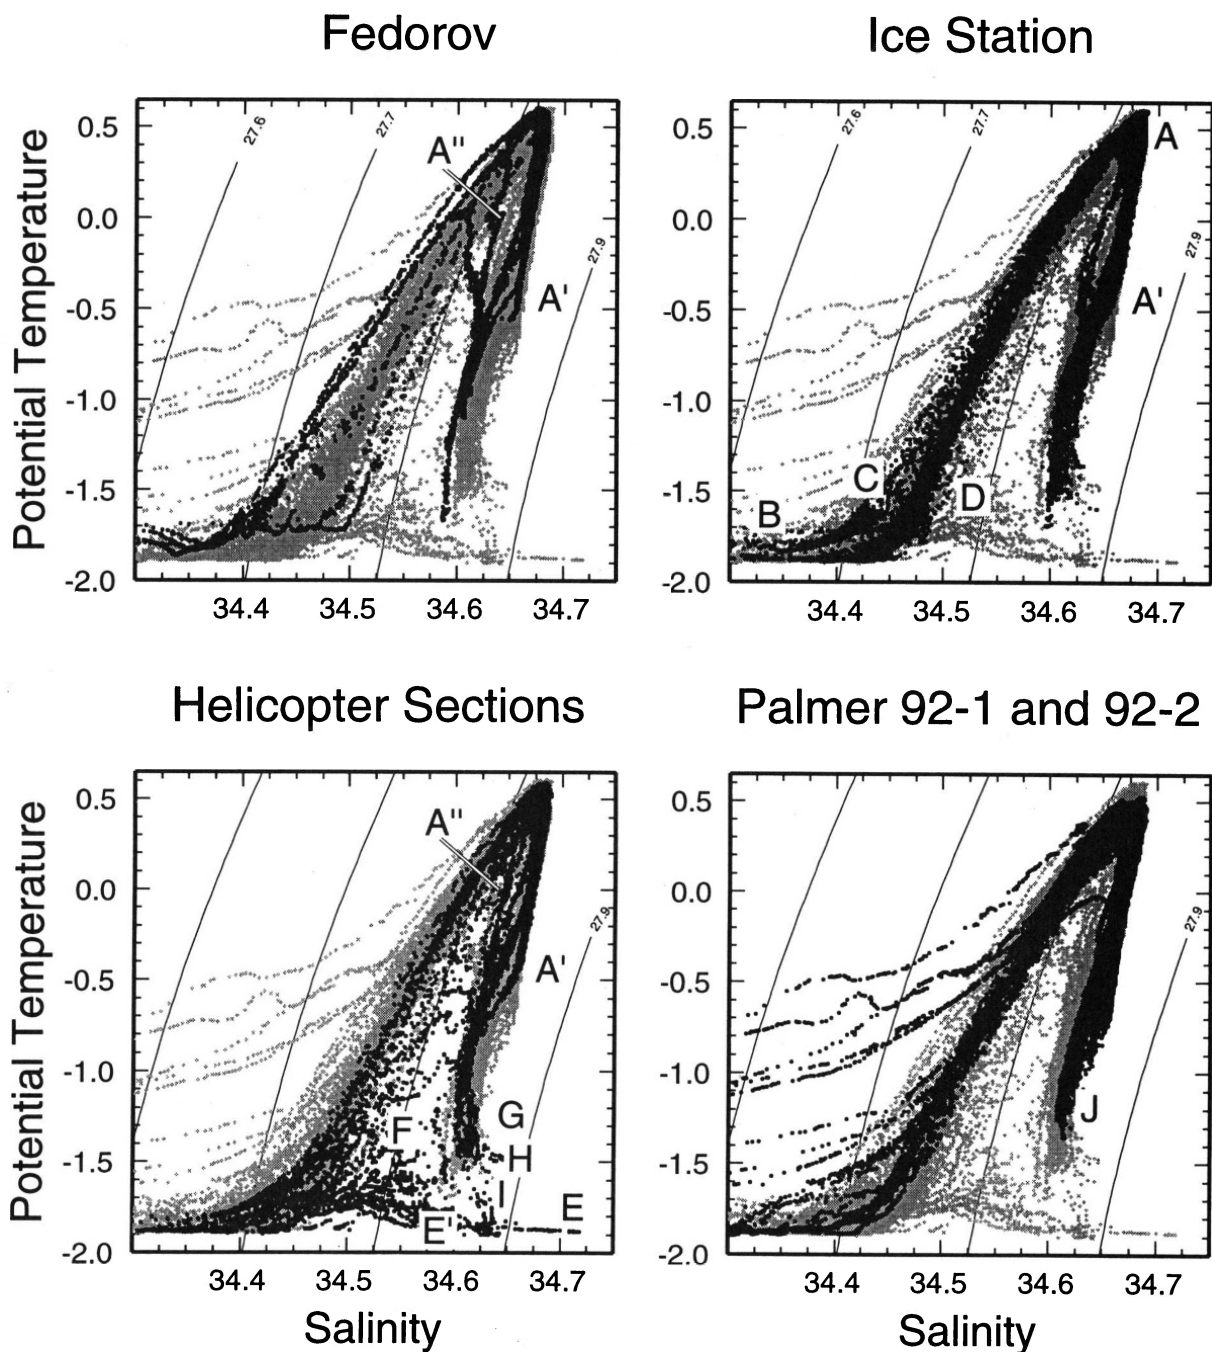 Fedorov
Ice Station
Potential Temperature
0.5
0.0
-0.5
-1.0
-1.5
-2.0
34.4
34.5
34.6
34.7
27.6
27.7
27.9
A"
A'
0.5
0.0
-0.5
-1.0
-1.5
-2.0
34.4
34.5
34.6
34.7
27.6
27.7
27.9
A
A'
B
C
D
Helicopter Sections
Palmer 92-1 and 92-2
Potential Temperature
0.5
0.0
-0.5
-1.0
-1.5
-2.0
34.4
34.5
34.6
34.7
Salinity
27.9
A"
A'
F
G
H
I
E
E'
0.5
0.0
-0.5
-1.0
-1.5
-2.0
34.4
34.5
34.6
34.7
Salinity
27.9
J